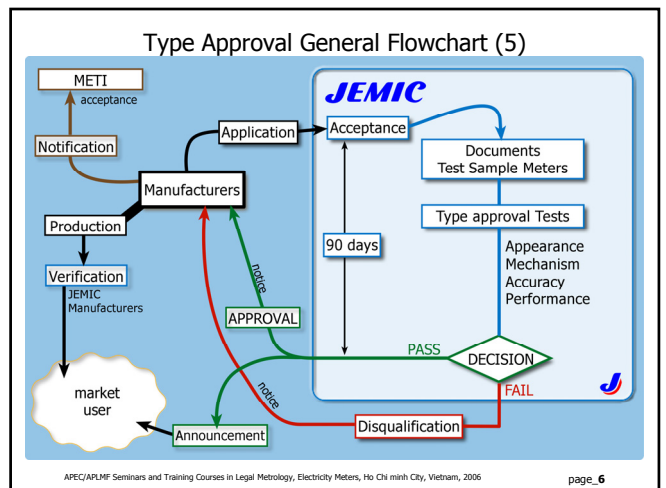 Type Approval General Flowchart (5)
METI
acceptance
Notification
Manufacturers
Application
JEMIC
Acceptance
Documents
Test Sample Meters
Type approval Tests
Appearance
Mechanism
Accuracy
Performance
90 days
Production
Verification
JEMIC
Manufacturers
notice
APPROVAL
PASS
DECISION
FAIL
market
user
notice
Announcement
Disqualification
J
APEC/APLMF Seminars and Training Courses in Legal Metrology, Electricity Meters, Ho Chi minh City, Vietnam, 2006
page_6